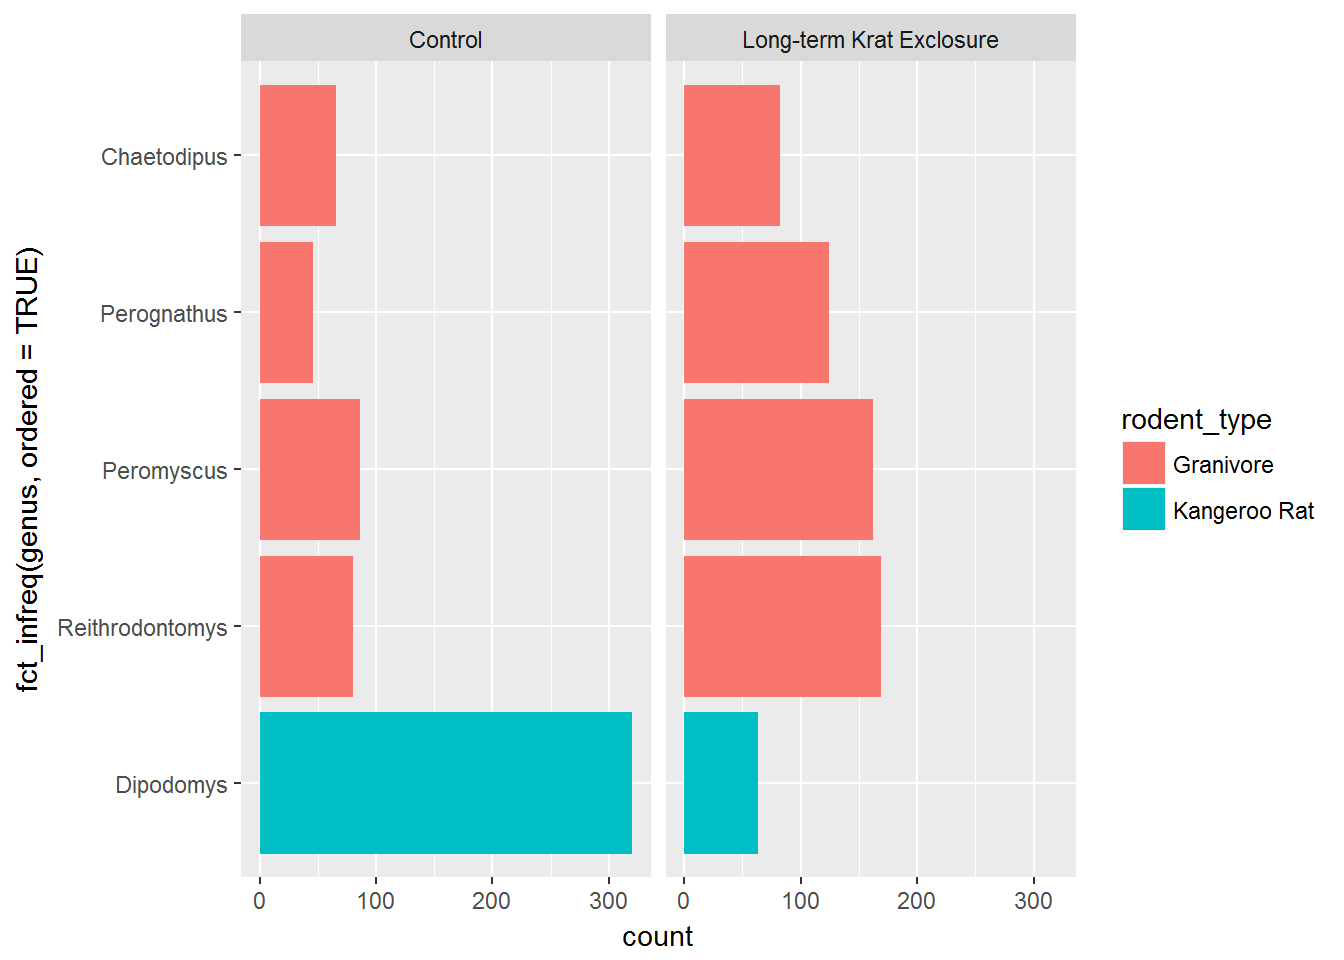 Control
Long-term Krat Exclosure
fct_infreq(genus, ordered = TRUE)
Chaetodipus
Perognathus
Peromyscus
Reithrodontomys
Dipodomys
0 100 200 300
0 100 200 300
count
rodent_type
Granivore
Kangeroo Rat